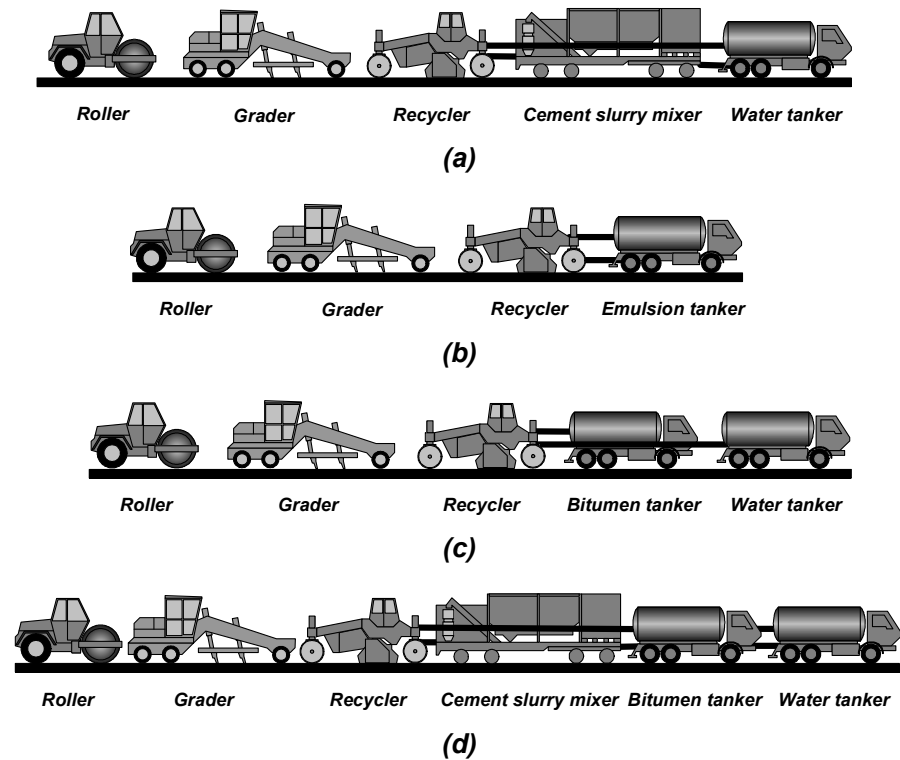 Roller Grader Recycler Cement slurry mixer Water tanker
(a)
Roller Grader Recycler Emulsion tanker
(b)
Roller Grader Recycler Bitumen tanker Water tanker
(c)
Roller Grader Recycler Cement slurry mixer Bitumen tanker Water tanker
(d)